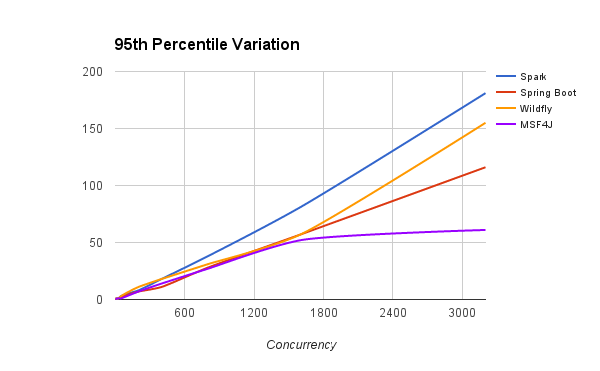 95th Percentile Variation
200
150
100
50
0
600 1200 1800 2400 3000
Concurrency
Spark
Spring Boot
Wildfly
MSF4J